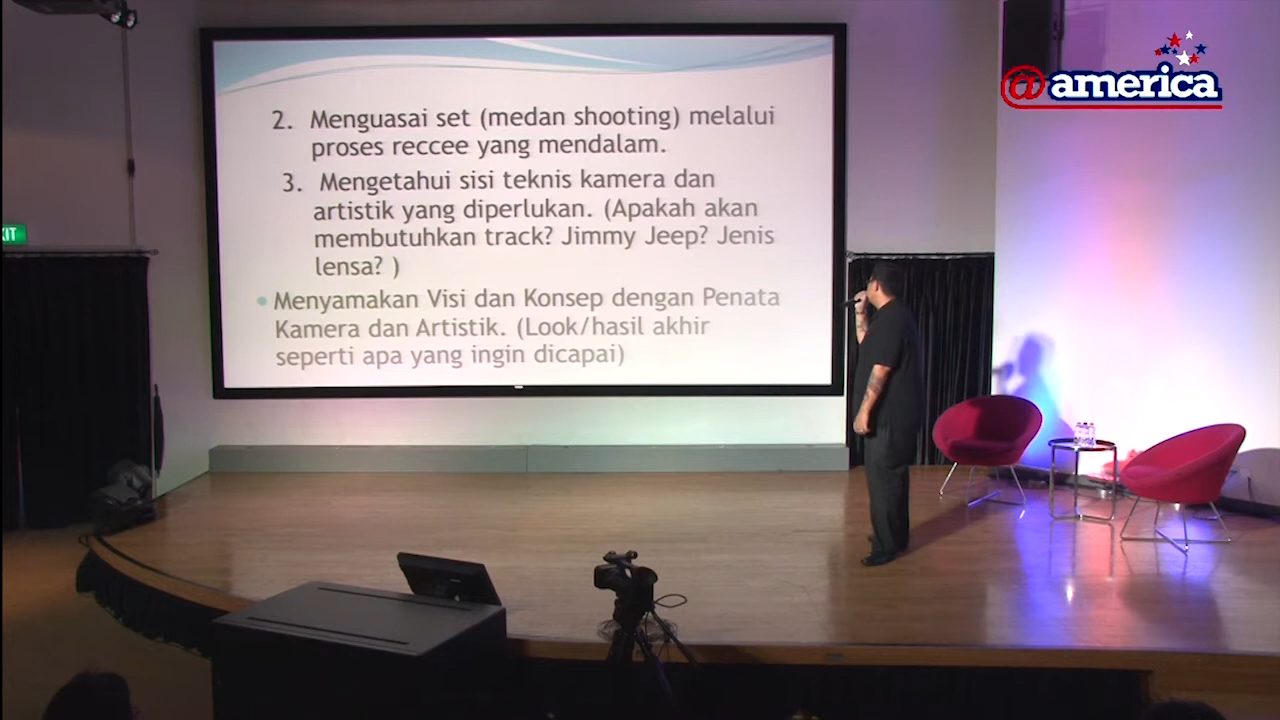 @america
2. Menguasai set (medan shooting) melalui
proses reccee yang mendalam.
3. Mengetahui sisi teknis kamera dan
artistik yang diperlukan. (Apakah akan
membutuhkan track? Jimmy Jeep? Jenis
lensa? )
• Menyamakan Visi dan Konsep dengan Penata
Kamera dan Artistik. (Look/hasil akhir
seperti apa yang ingin dicapai)
XIT